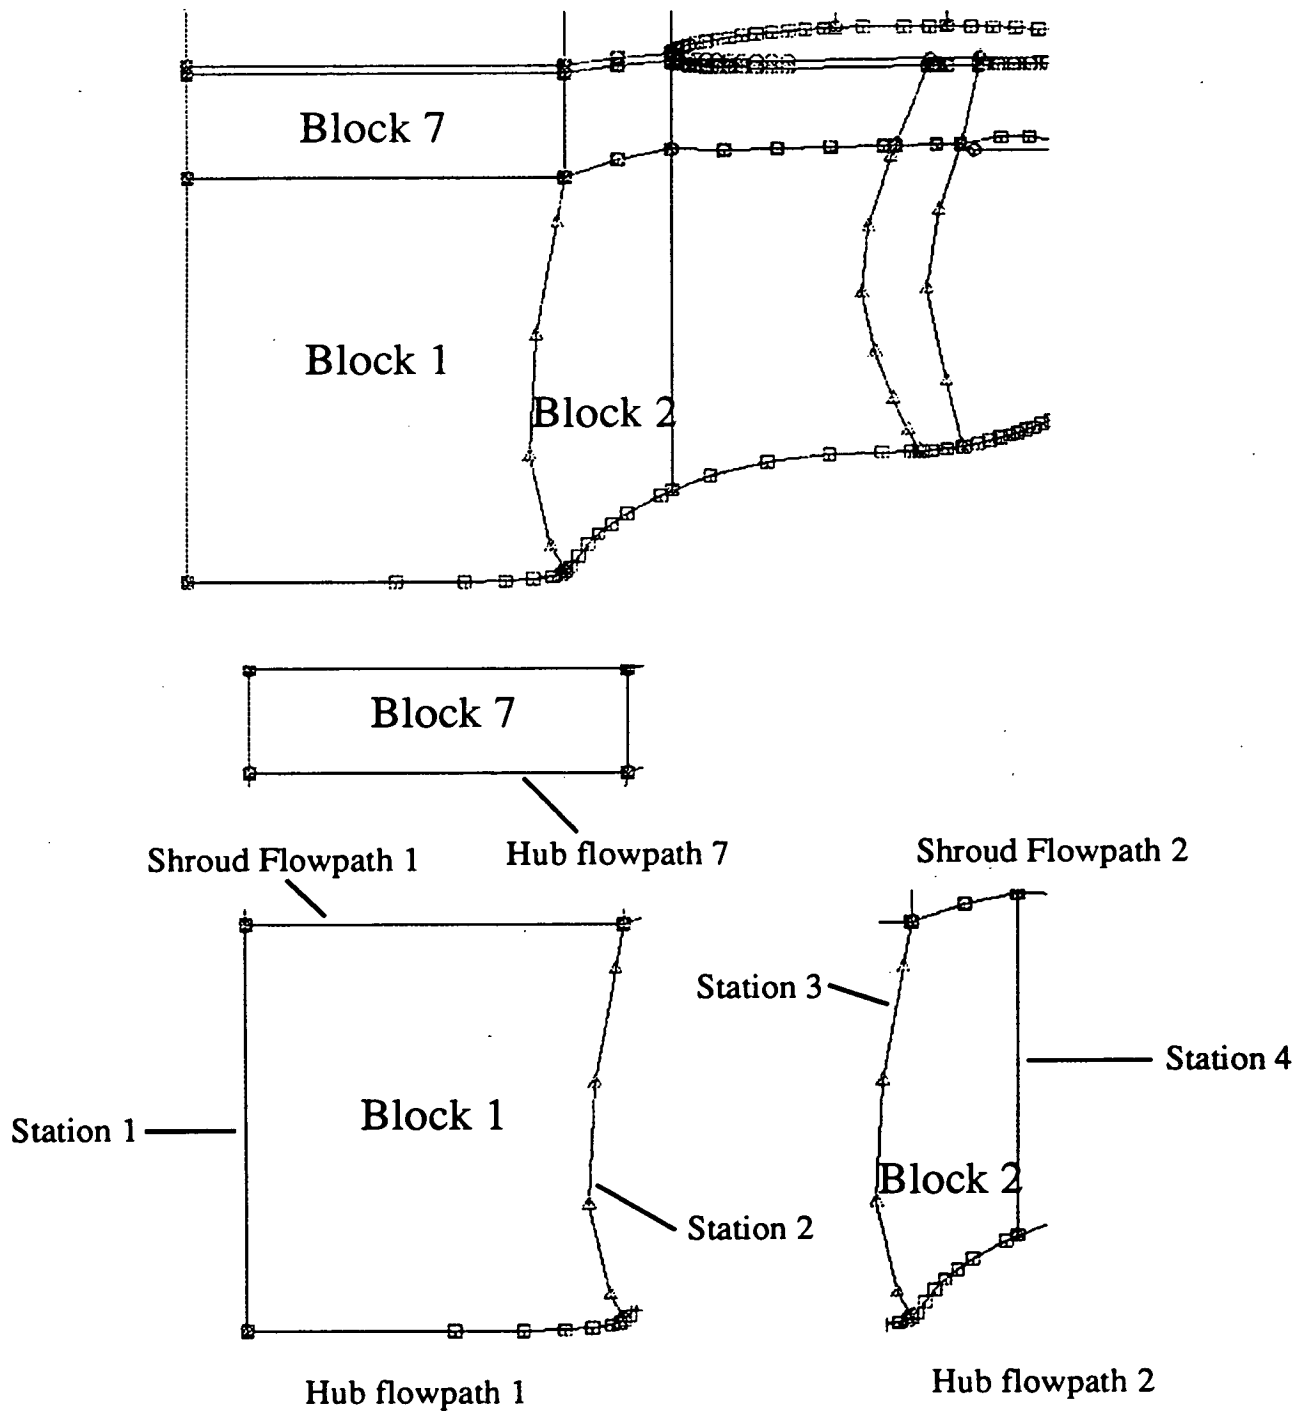 Block 7
Block 1
Block 2
Block 7
Shroud Flowpath 1
Hub flowpath 7
Shroud Flowpath 2
Station 3
Station 4
Block 1
Station 1
Block 2
Station 2
Hub flowpath 1
Hub flowpath 2